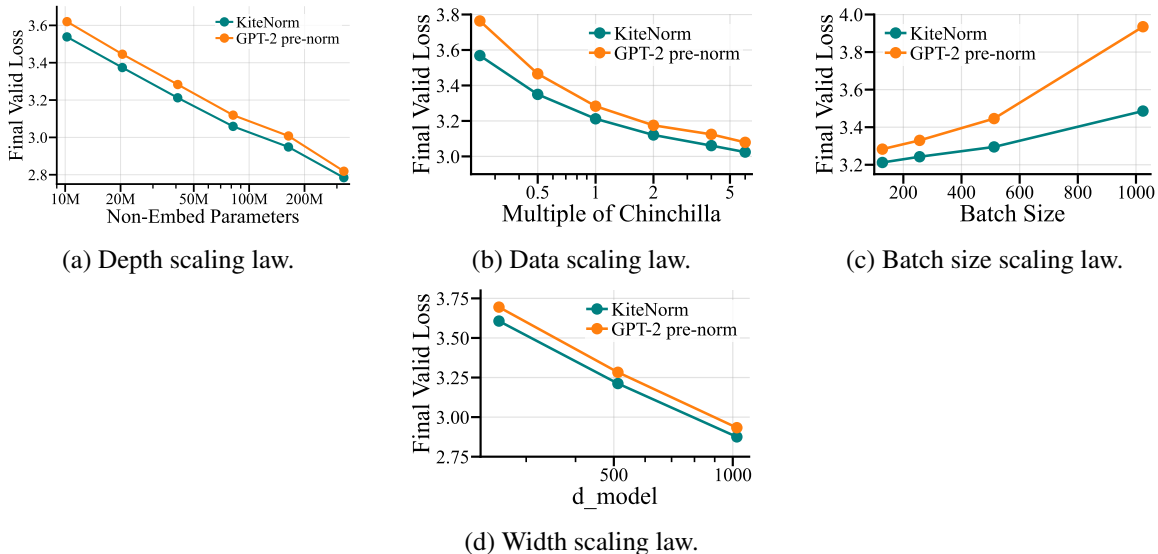 3.6
3.4
3.2
3.0
2.8
Final Valid Loss
KiteNorm
GPT-2 pre-norm
10M 20M 50M 100M 200M
Non-Embed Parameters
(a) Depth scaling law.
3.8
3.6
3.4
3.2
3.0
Final Valid Loss
KiteNorm
GPT-2 pre-norm
0.5 1 2 5
Multiple of Chinchilla
(b) Data scaling law.
4.0
3.8
3.6
3.4
3.2
Final Valid Loss
KiteNorm
GPT-2 pre-norm
200 400 600 800 1000
Batch Size
(c) Batch size scaling law.
3.75
3.50
3.25
3.00
2.75
Final Valid Loss
KiteNorm
GPT-2 pre-norm
500 1000
d_model
(d) Width scaling law.